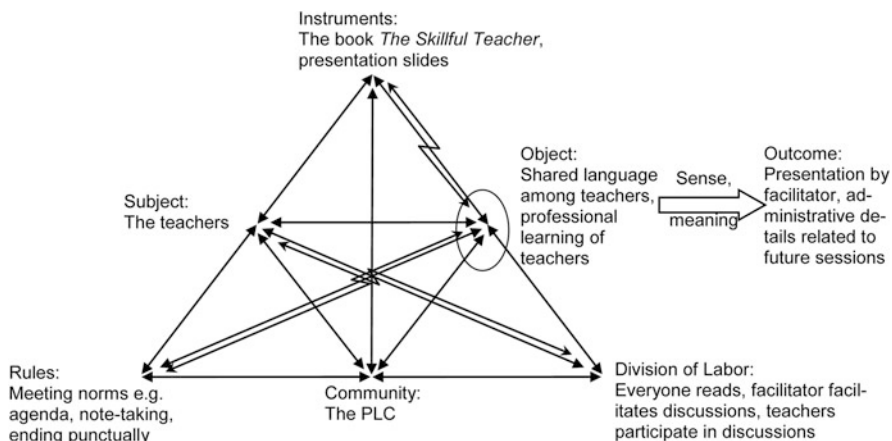 Instruments:
The book The Skillful Teacher,
presentation slides
Subject:
The teachers
Object:
Shared language
among teachers,
professional
learning of
teachers
Sense,
meaning
Outcome:
Presentation by
facilitator, ad-
ministrative de-
tails related to
future sessions
Rules:
Meeting norms e.g.
agenda, note-taking,
ending punctually
Community:
The PLC
Division of Labor:
Everyone reads, facilitator facil-
itates discussions, teachers
participate in discussions